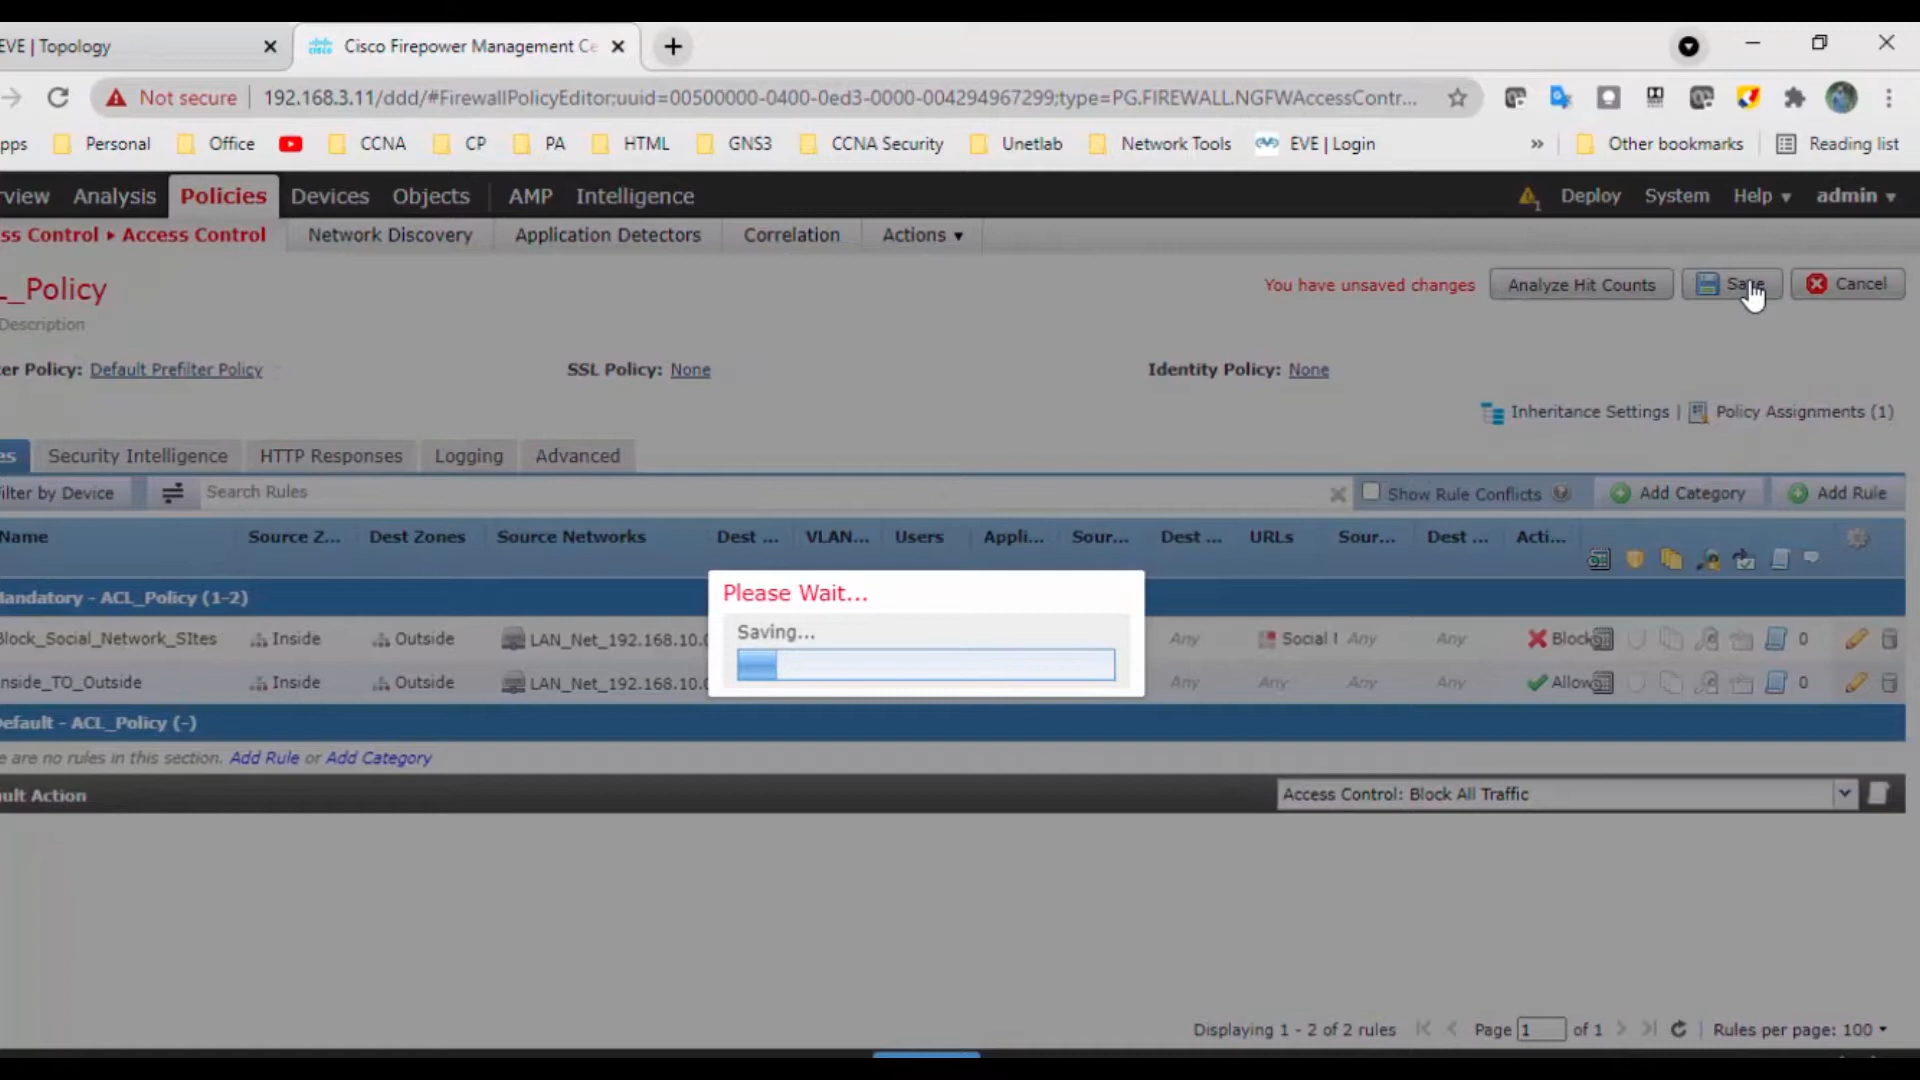 EVE | Topology
Cisco Firepower Management Ce
Not secure 192.168.3.11/ddd/#FirewallPolicyEditor;uuid=00500000-0400-0ed3-0000-004294967299;type=PG.FIREWALL.NGFWAccessContr...
pps Personal Office CCNA CP PA HTML GNS3 CCNA Security Unetlab Network Tools EVE | Login » Other bookmarks Reading list
rview Analysis Policies Devices Objects AMP Intelligence 1 Deploy System Help admin
ss Control ▸ Access Control Network Discovery Application Detectors Correlation Actions
L_Policy
You have unsaved changes Analyze Hit Counts Save Cancel
Description
er Policy: Default Prefilter Policy SSL Policy: None Identity Policy: None
Inheritance Settings | Policy Assignments (1)
es Security Intelligence HTTP Responses Logging Advanced
ilter by Device Search Rules Show Rule Conflicts Add Category Add Rule
Name Source Z... Dest Zones Source Networks Dest ... VLAN... Users Appli... Sour... Dest ... URLs Sour... Dest ... Acti...
Mandatory - ACL_Policy (1-2)
Block_Social_Network_SItes Inside Outside LAN_Net_192.168.10.0 Any Social Any Any Block 0
Inside_TO_Outside Inside Outside LAN_Net_192.168.10.0 Any Any Any Any Allow 0
Default - ACL_Policy (-)
e are no rules in this section. Add Rule or Add Category
ult Action Access Control: Block All Traffic
Please Wait...
Saving...
Displaying 1 - 2 of 2 rules Page 1 of 1 Rules per page: 100